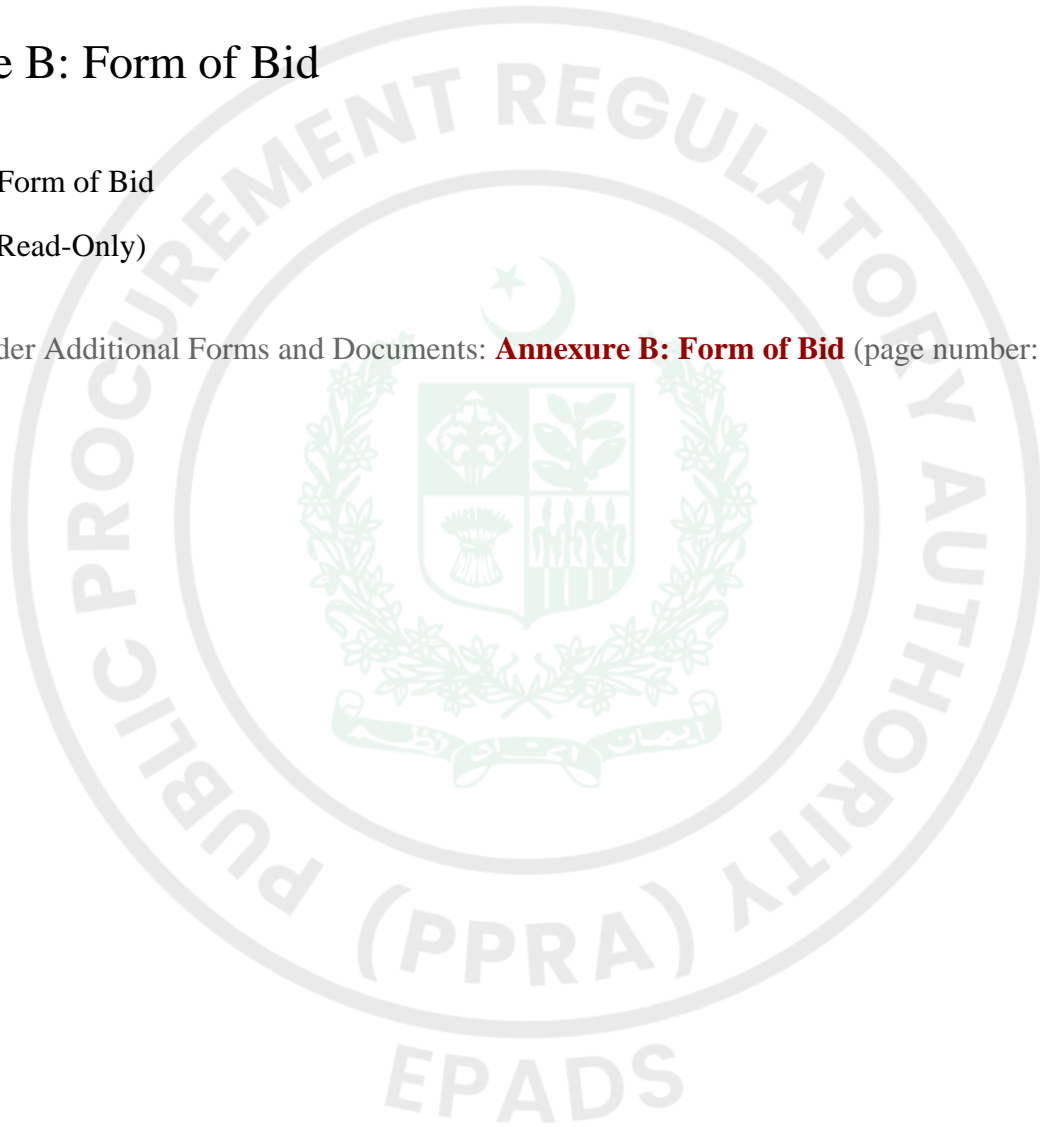 e B: Form of Bid
Form of Bid
Read-Only)
der Additional Forms and Documents: Annexure B: Form of Bid (page number:
PUBLIC PROCUREMENT REGULATORY AUTHORITY
(PPRA)
EPADS